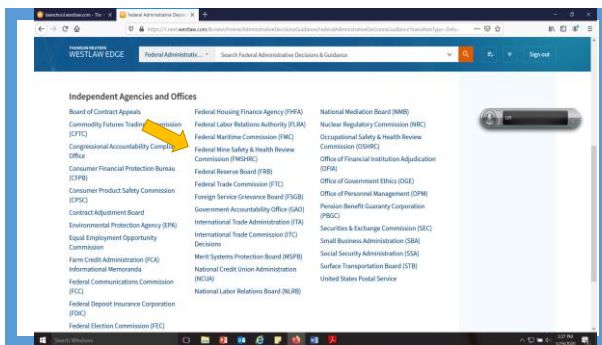 Federal Administrative Decisi
https://1.next.westlaw.com/Browse/Home/AdministrativeDecisionsGuidance/FederalAdministrativeDecisionsGuidance?transitionType=Defau
THOMSON REUTERS
WESTLAW EDGE
Federal Administrativ...
Search Federal Administrative Decisions & Guidance
Sign out
Independent Agencies and Offices
Board of Contract Appeals
Commodity Futures Trading Commission
(CFTC)
Congressional Accountability
Office
Consumer Financial Protection Bureau
(CFPB)
Consumer Product Safety Commission
(CPSC)
Contract Adjustment Board
Environmental Protection Agency (EPA)
Equal Employment Opportunity
Commission
Farm Credit Administration (FCA)
Informational Memoranda
Federal Communications Commission
(FCC)
Federal Deposit Insurance Corporation
(FDIC)
Federal Election Commission (FEC)
Federal Housing Finance Agency (FHFA)
Federal Labor Relations Authority (FLRA)
Federal Maritime Commission (FMC)
Federal Mine Safety & Health Review
Commission (FMSHRC)
Federal Reserve Board (FRB)
Federal Trade Commission (FTC)
Foreign Service Grievance Board (FSGB)
Government Accountability Office (GAO)
International Trade Administration (ITA)
International Trade Commission (ITC)
Decisions
Merit Systems Protection Board (MSPB)
National Credit Union Administration
(NCUA)
National Labor Relations Board (NLRB)
National Mediation Board (NMB)
Nuclear Regulatory Commission (NRC)
Occupational Safety & Health Review
Commission (OSHRC)
Office of Financial Institution Adjudication
(OFIA)
Office of Government Ethics (OGE)
Office of Personnel Management (OPM)
Pension Benefit Guaranty Corporation
(PBGC)
Securities & Exchange Commission (SEC)
Small Business Administration (SBA)
Social Security Administration (SSA)
Surface Transportation Board (STB)
United States Postal Service
Off
Search Windows